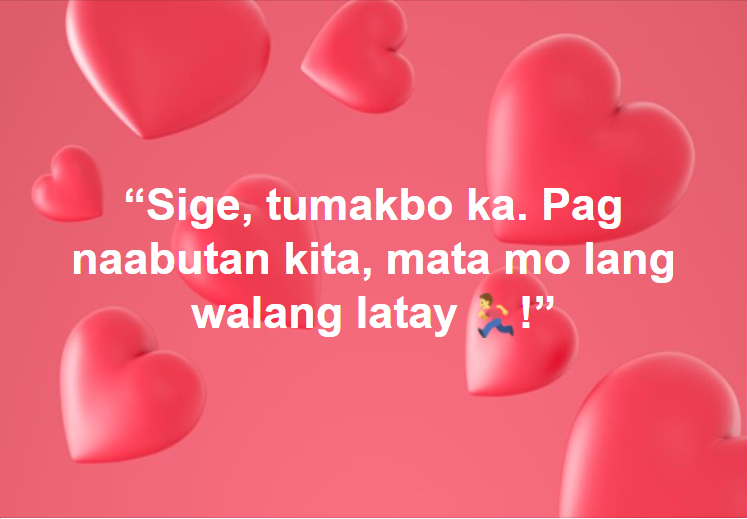 “Sige, tumakbo ka. Pag
naabutan kita, mata mo lang
walang latay 🏃!”